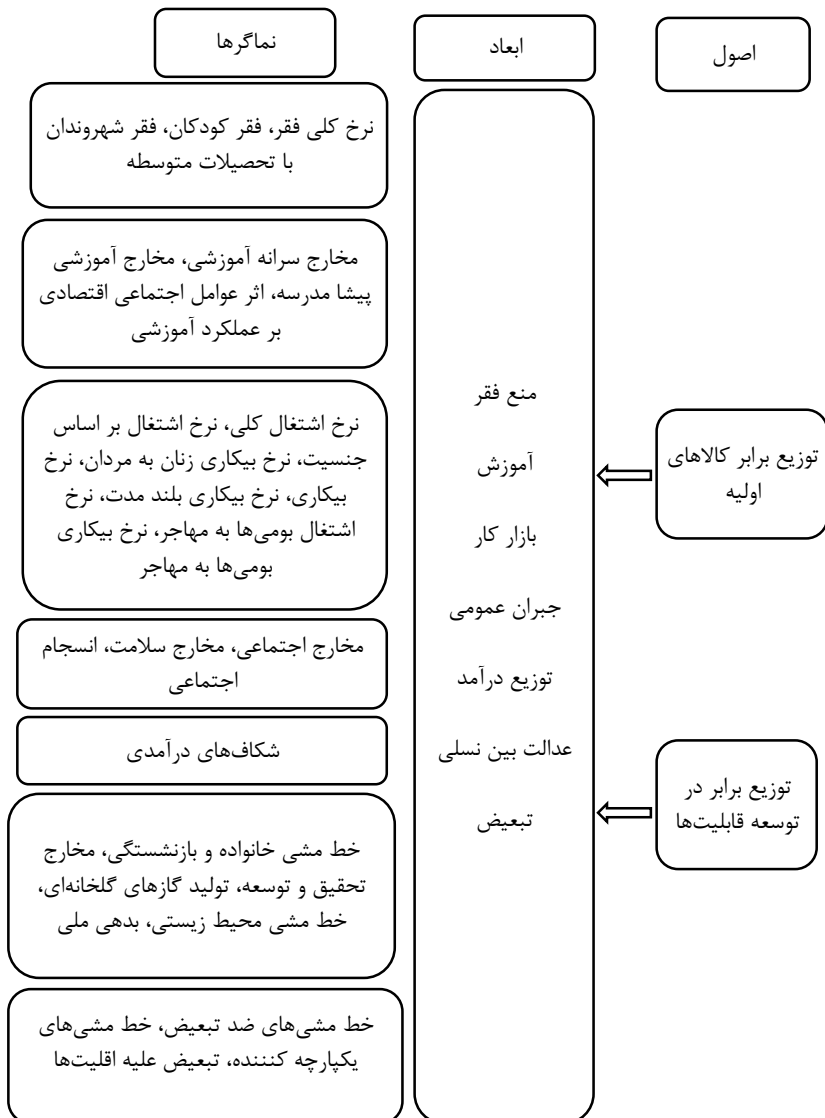 اصول
ابعاد
نماگرها
توزیع برابر کالاهای
اولیه
توزیع برابر در
توسعه قابلیت‌ها
منع فقر
آموزش
بازار کار
جبران عمومی
توزیع درآمد
عدالت بین نسلی
تبعیض
نرخ کلی فقر، فقر کودکان، فقر شهروندان
با تحصیلات متوسطه
مخارج سرانه آموزشی، مخارج آموزشی
پیشا مدرسه، اثر عوامل اجتماعی اقتصادی
بر عملکرد آموزشی
نرخ اشتغال کلی، نرخ اشتغال بر اساس
جنسیت، نرخ بیکاری زنان به مردان، نرخ
بیکاری، نرخ بیکاری بلند مدت، نرخ
اشتغال بومی‌ها به مهاجر، نرخ بیکاری
بومی‌ها به مهاجر
مخارج اجتماعی، مخارج سلامت، انسجام
اجتماعی
شکاف‌های درآمدی
خط مشی خانواده و بازنشستگی، مخارج
تحقیق و توسعه، تولید گازهای گلخانه‌ای،
خط مشی محیط زیستی، بدهی ملی
خط مشی‌های ضد تبعیض، خط مشی‌های
یکپارچه کنننده، تبعیض علیه اقلیت‌ها